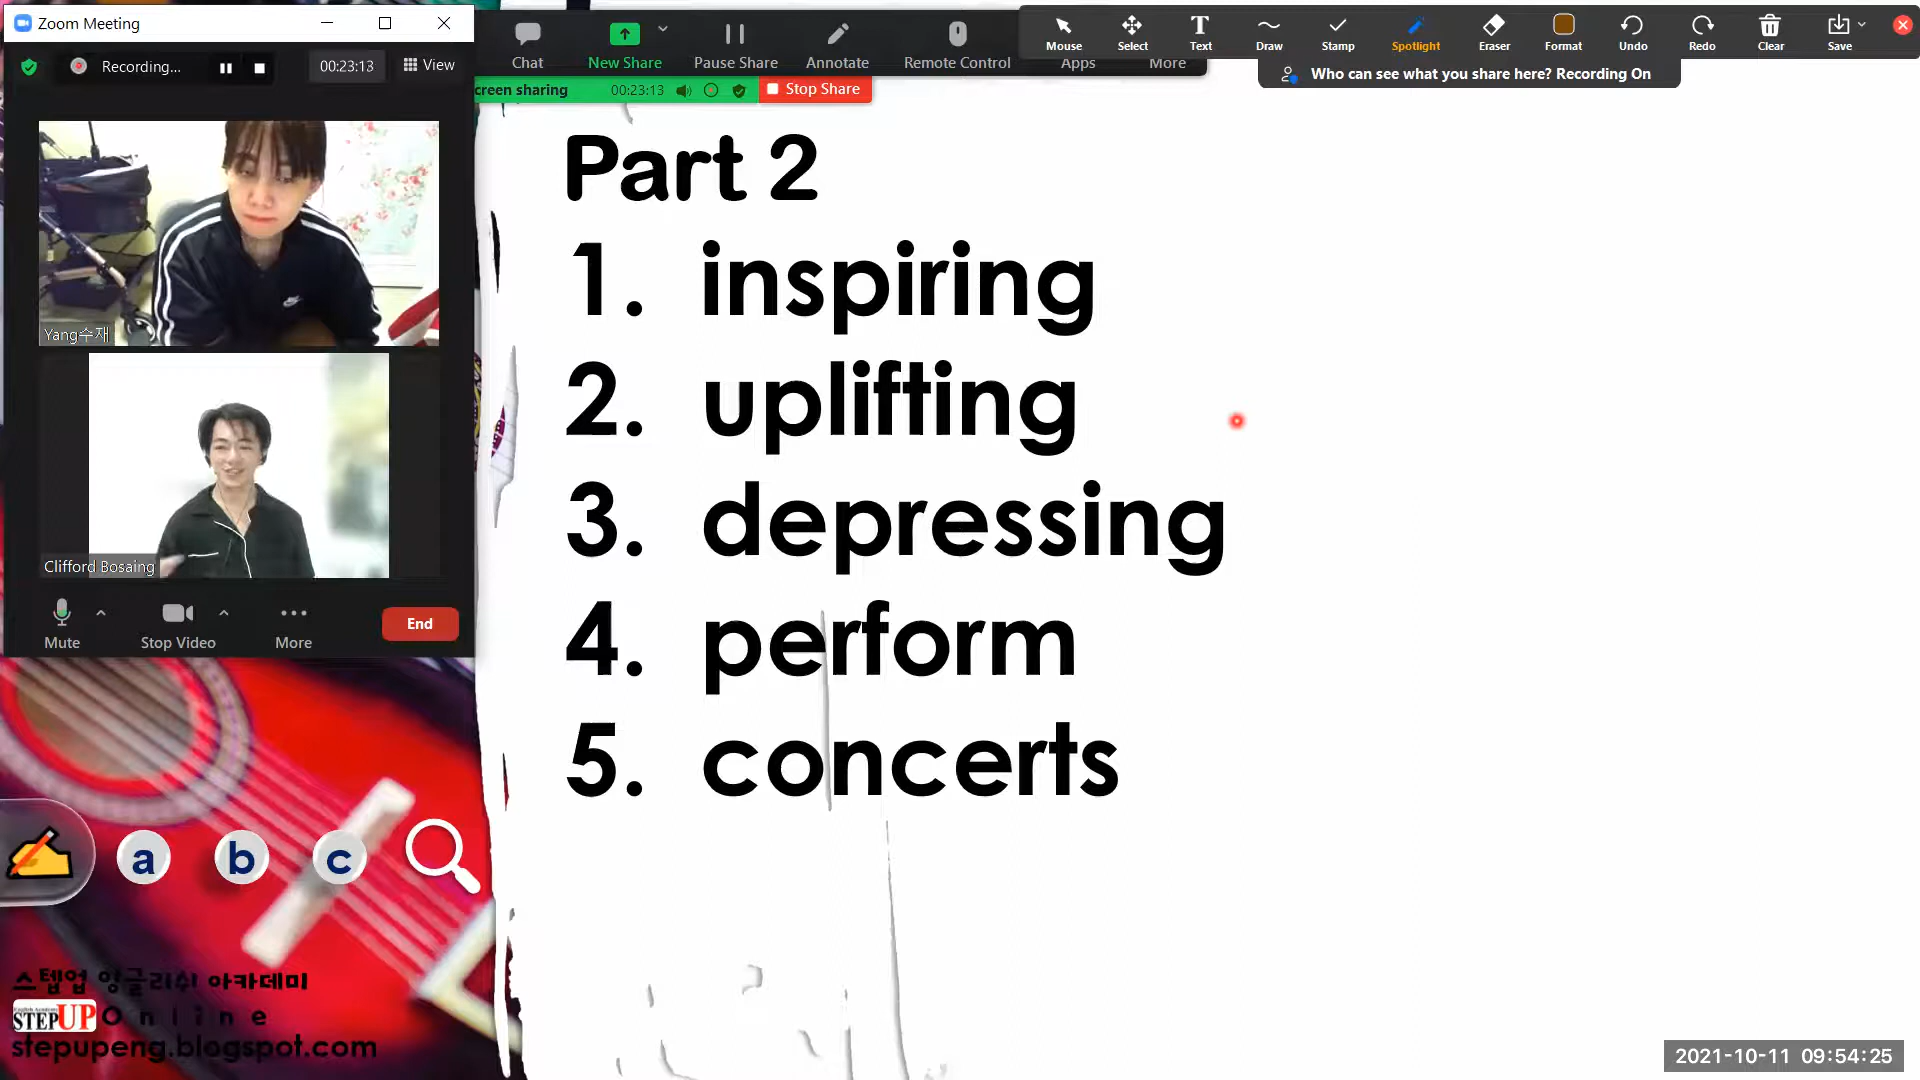 Zoom Meeting
Recording...
00:23:13
View
Yang수재
Clifford Bosaing
Mute
Stop Video
More
End
Chat
New Share
Pause Share
Annotate
Remote Control
Apps
More
creen sharing
00:23:13
Stop Share
Mouse
Select
Text
Draw
Stamp
Spotlight
Eraser
Format
Undo
Redo
Clear
Save
Who can see what you share here? Recording On
Part 2
1. inspiring
2. uplifting
3. depressing
4. perform
5. concerts
a b c
스텝업 잉글리쉬 아카데미
STEPUP Online
stepupeng.blogspot.com
2021-10-11 09:54:25